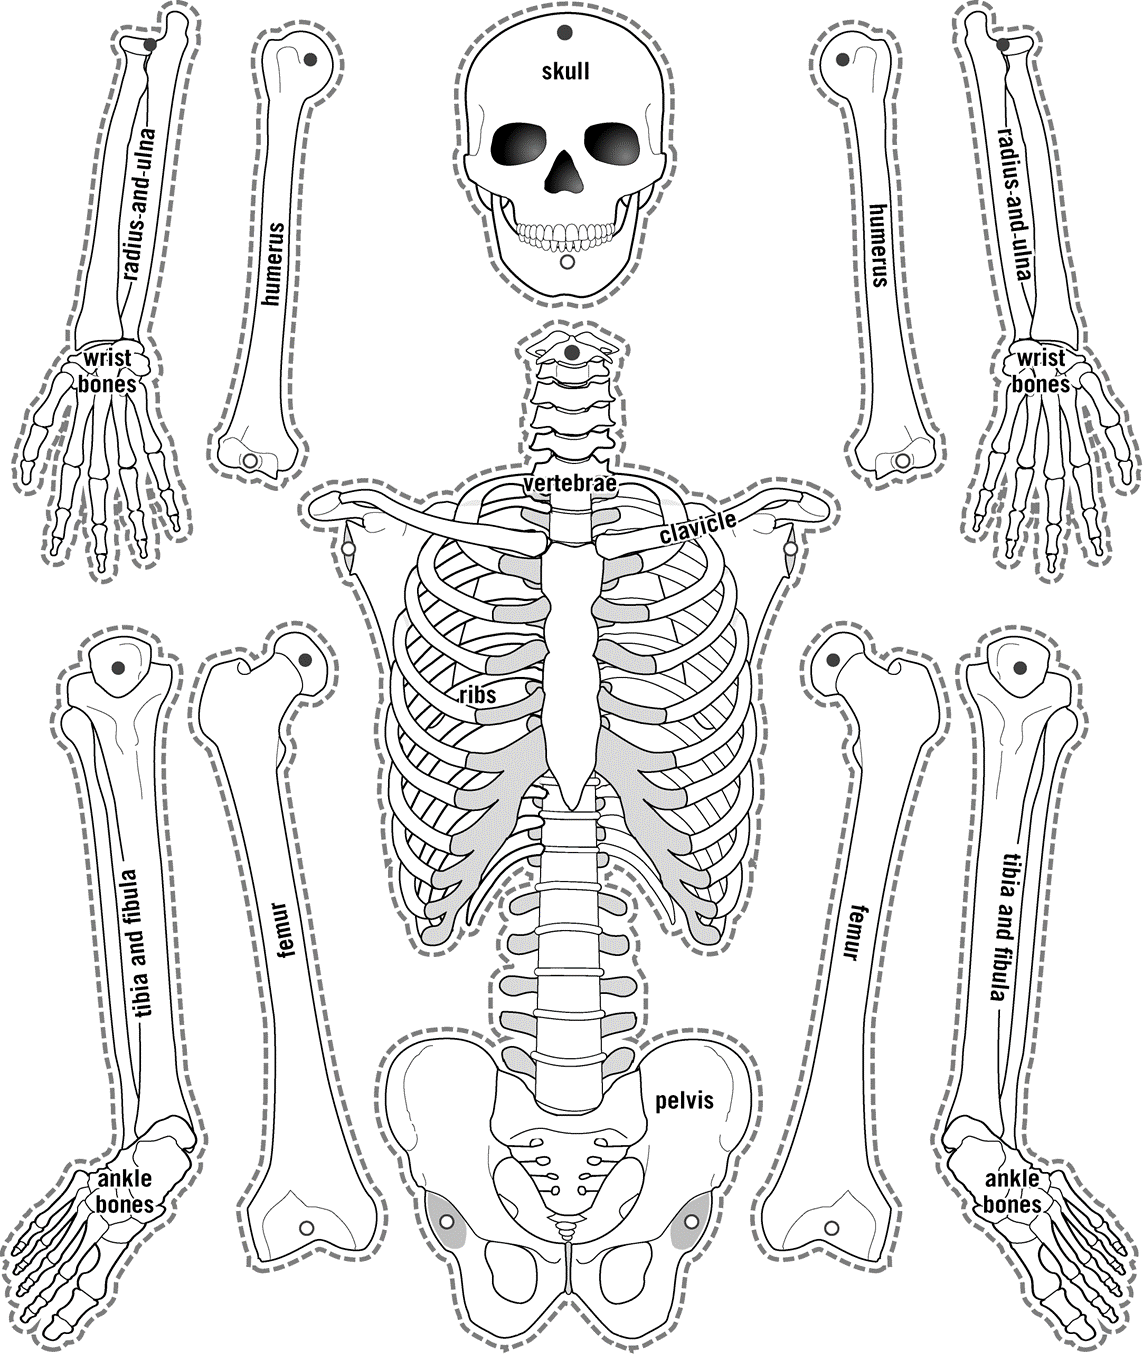 skull
radius-and-ulna
humerus
humerus
radius-and-ulna
wrist
bones
wrist
bones
vertebrae
clavicle
ribs
tibia and fibula
femur
femur
tibia and fibula
pelvis
ankle
bones
ankle
bones